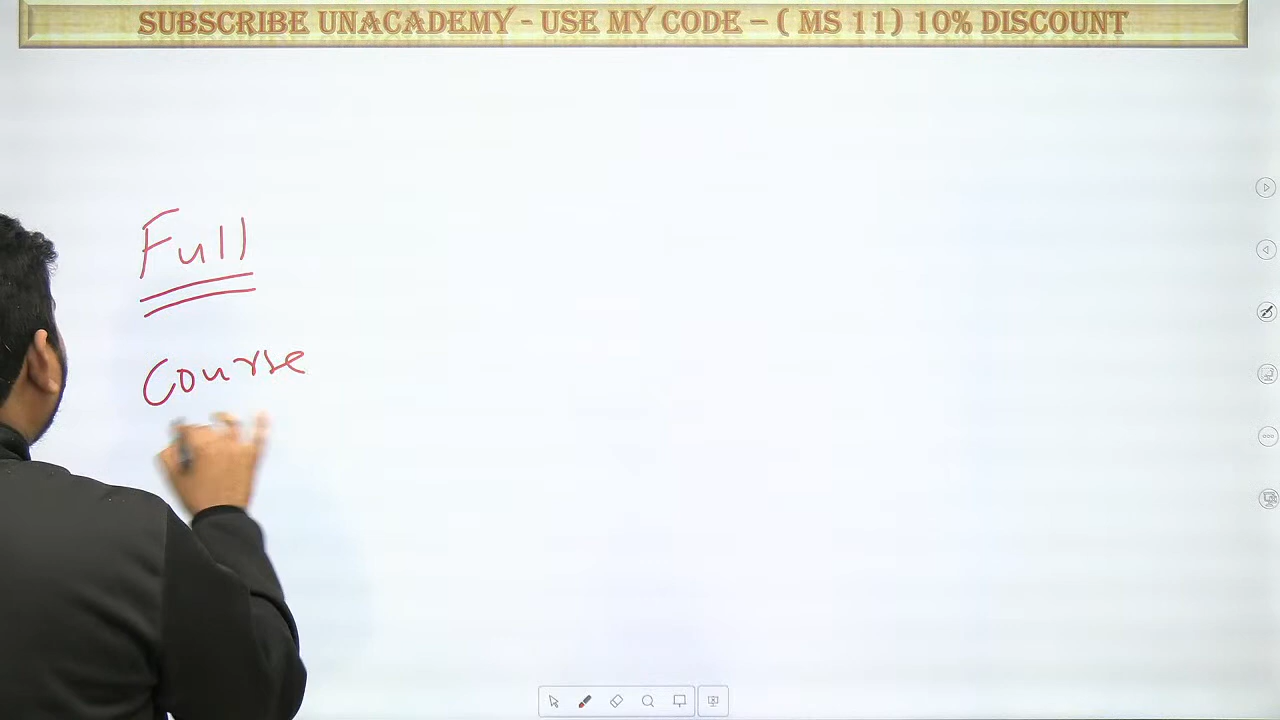 SUBSCRIBE UNACADEMY - USE MY CODE – ( MS 11) 10% DISCOUNT
Full
Course